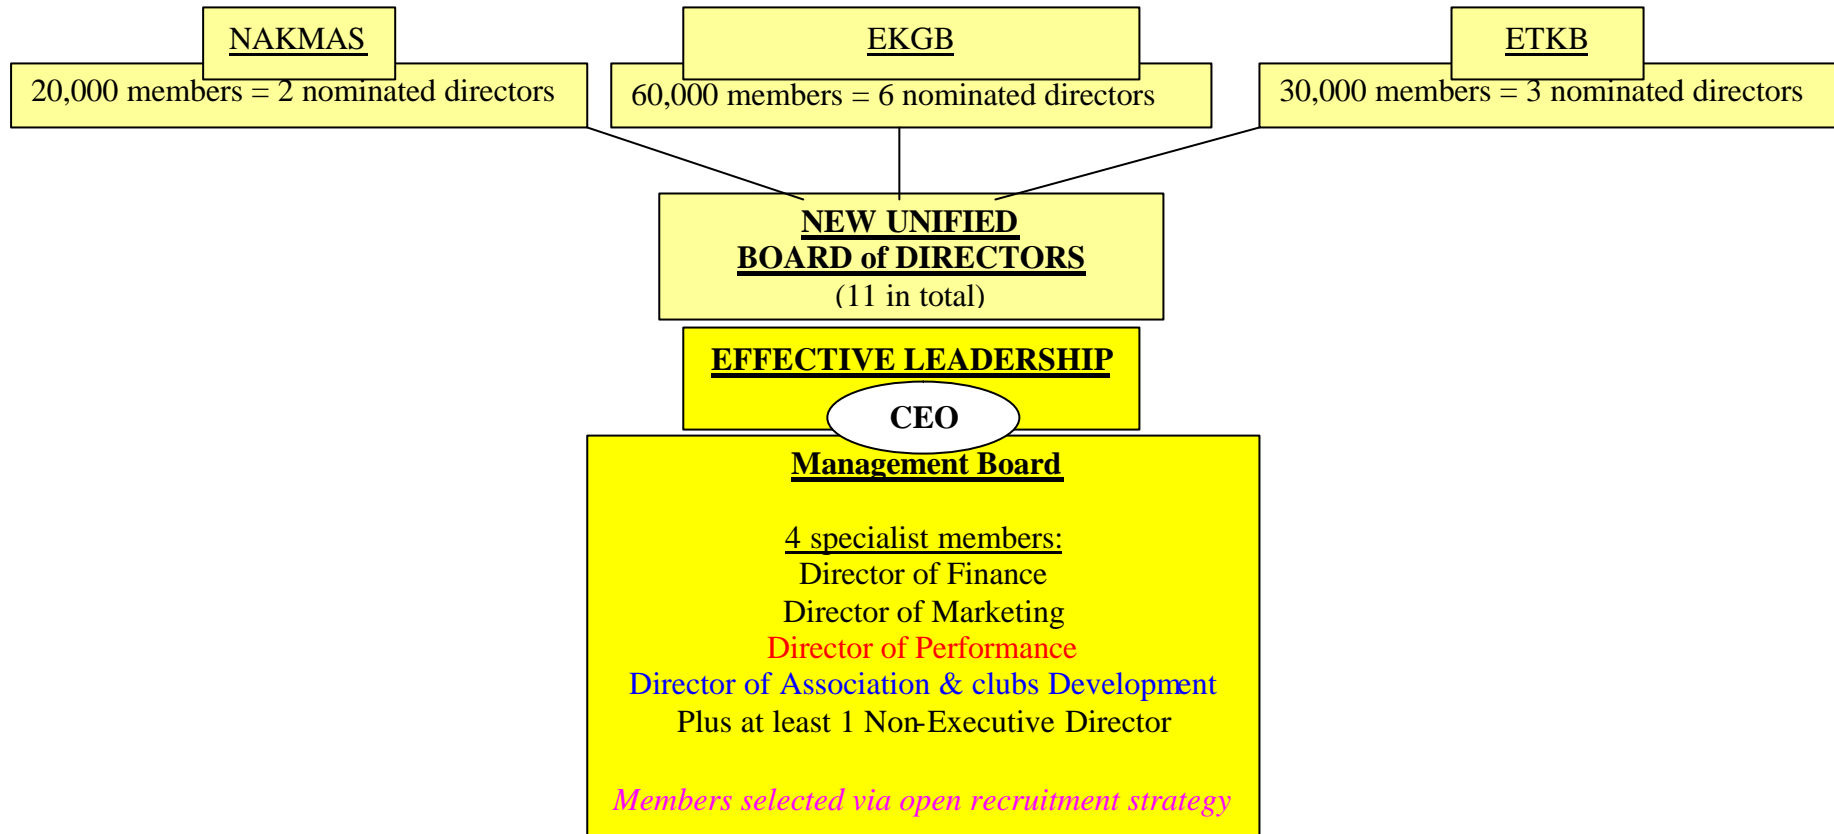 NAKMAS
20,000 members = 2 nominated directors
EKGB
60,000 members = 6 nominated directors
ETKB
30,000 members = 3 nominated directors
NEW UNIFIED
BOARD of DIRECTORS
(11 in total)
EFFECTIVE LEADERSHIP
CEO
Management Board
4 specialist members:
Director of Finance
Director of Marketing
Director of Performance
Director of Association & clubs Development
Plus at least 1 Non-Executive Director
Members selected via open recruitment strategy